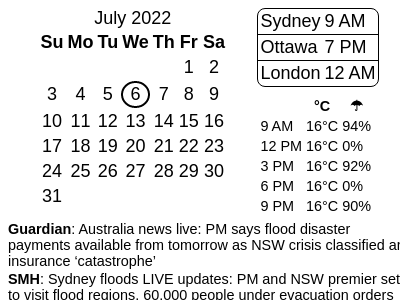 July 2022
Su Mo Tu We Th Fr Sa
1 2
3 4 5 6 7 8 9
10 11 12 13 14 15 16
17 18 19 20 21 22 23
24 25 26 27 28 29 30
31
Sydney 9 AM
Ottawa 7 PM
London 12 AM
°C ☂
9 AM 16°C 94%
12 PM 16°C 0%
3 PM 16°C 92%
6 PM 16°C 0%
9 PM 16°C 90%
Guardian: Australia news live: PM says flood disaster
payments available from tomorrow as NSW crisis classified an
insurance ‘catastrophe’
SMH: Sydney floods LIVE updates: PM and NSW premier set
to visit flood regions, 60,000 people under evacuation orders